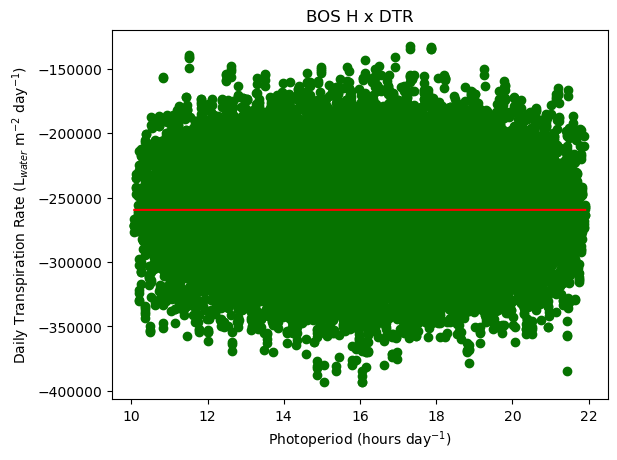 BOS H x DTR
Daily Transpiration Rate (L_water m⁻² day⁻¹)
−150000
−200000
−250000
−300000
−350000
−400000
10 12 14 16 18 20 22
Photoperiod (hours day⁻¹)